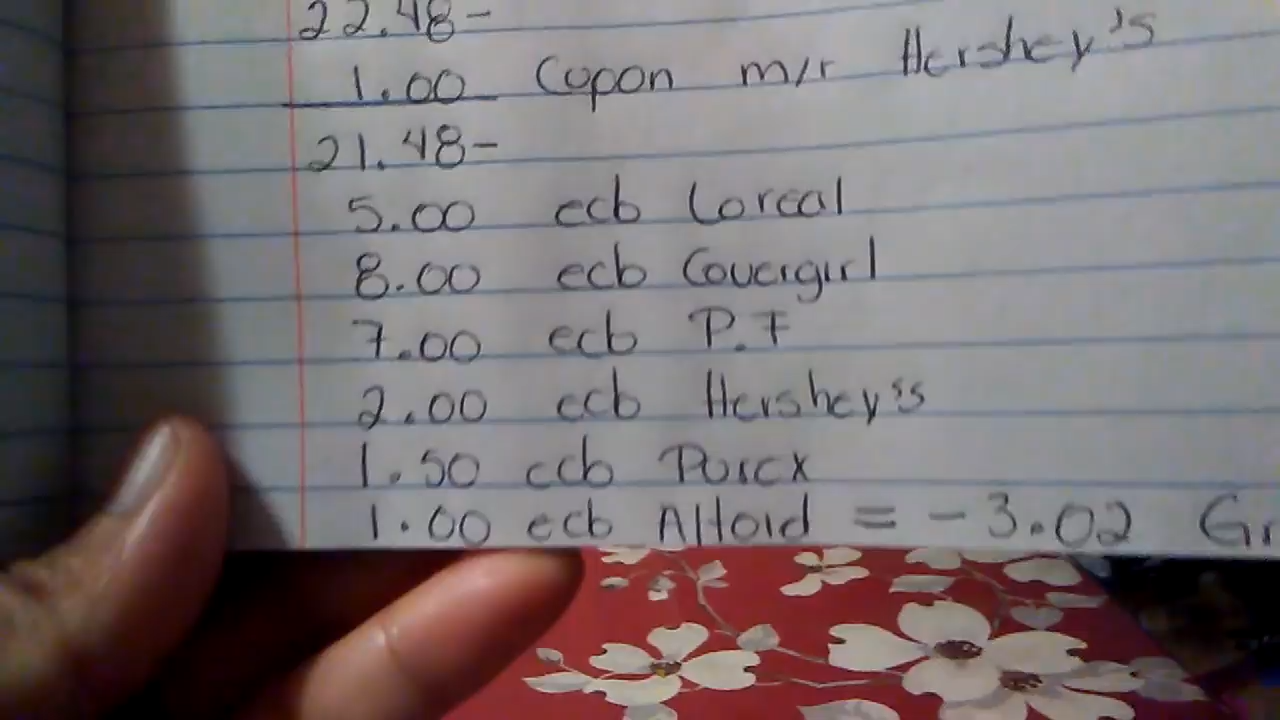 22.48-
1.00 Copon m/r Hershey's
21.48-
5.00 ecb Loreal
8.00 ecb Covergirl
7.00 ecb P.F
2.00 ecb Hershey's
1.50 ecb Purex
1.00 ecb Altoid = -3.02